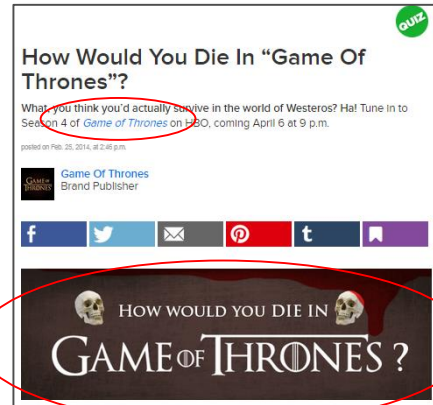 QUIZ
How Would You Die In “Game Of
Thrones”?
What, you think you'd actually survive in the world of Westeros? Ha! Tune in to
Season 4 of Game of Thrones on HBO, coming April 6 at 9 p.m.
posted on Feb. 25, 2014, at 2:46 p.m.
GAME OF
THRONES
Game Of Thrones
Brand Publisher
f
t
HOW WOULD YOU DIE IN
GAME OF THRONES ?